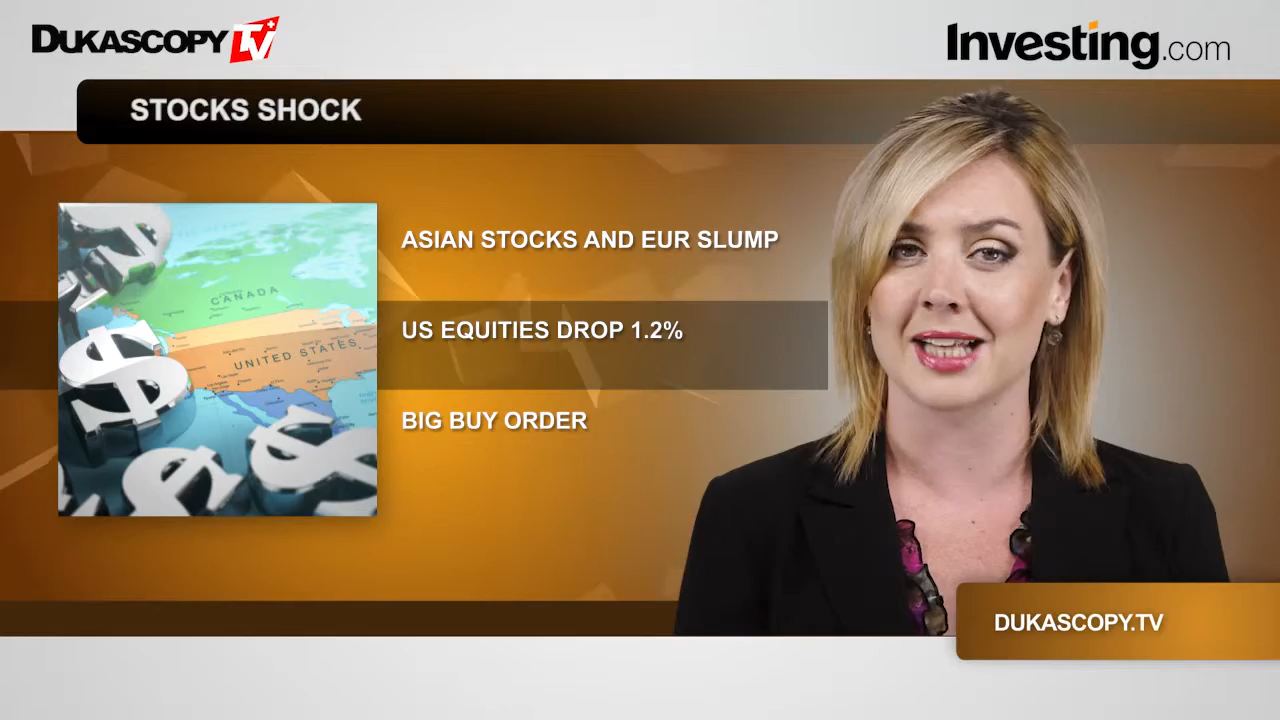 DUKASCOPY TV
Investing.com
STOCKS SHOCK
ASIAN STOCKS AND EUR SLUMP
US EQUITIES DROP 1.2%
BIG BUY ORDER
CANADA
UNITED STATES
DUKASCOPY.TV